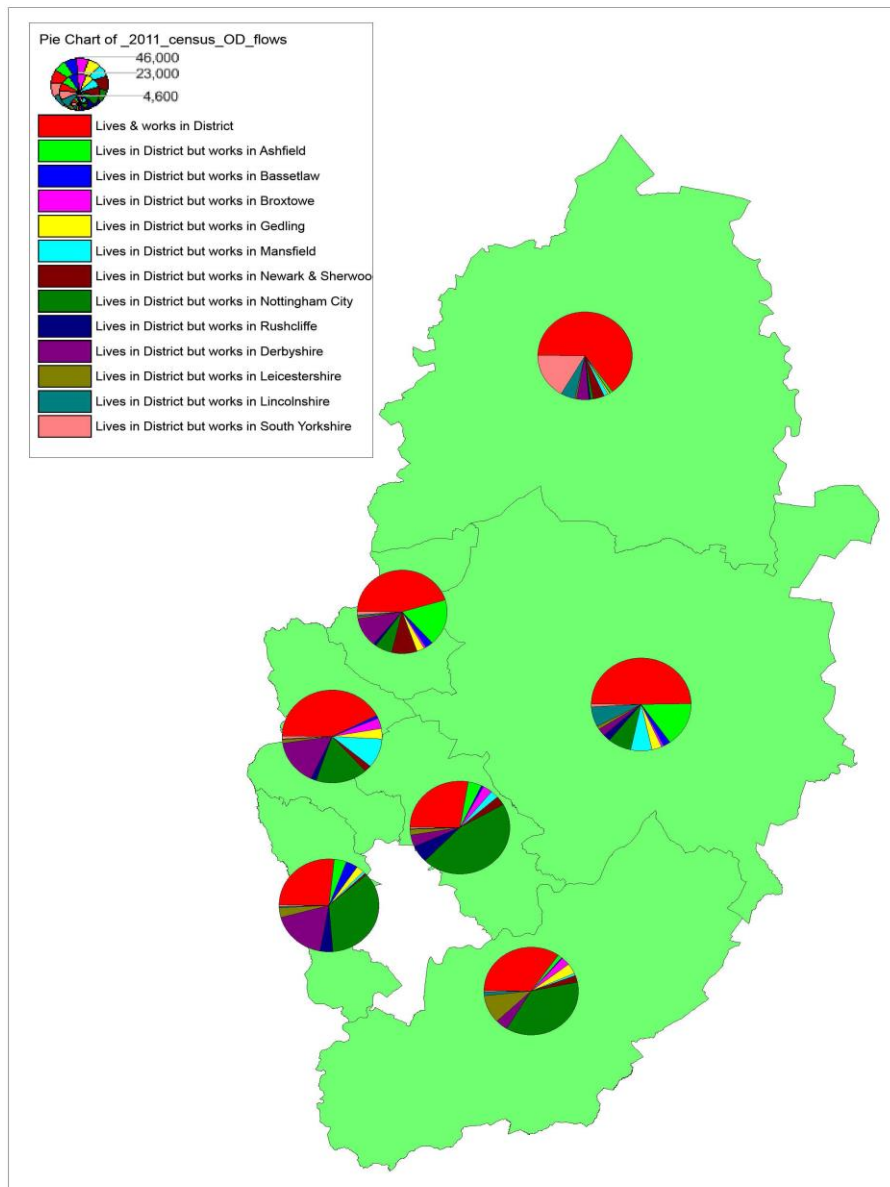 Pie Chart of _2011_census_OD_flows
46,000
23,000
4,600
Lives & works in District
Lives in District but works in Ashfield
Lives in District but works in Bassetlaw
Lives in District but works in Broxtowe
Lives in District but works in Gedling
Lives in District but works in Mansfield
Lives in District but works in Newark & Sherwoo
Lives in District but works in Nottingham City
Lives in District but works in Rushcliffe
Lives in District but works in Derbyshire
Lives in District but works in Leicestershire
Lives in District but works in Lincolnshire
Lives in District but works in South Yorkshire